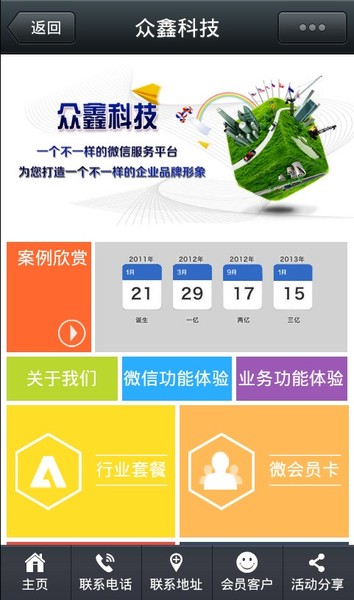 返回
众鑫科技
众鑫科技
一个不一样的微信服务平台
为您打造一个不一样的企业品牌形象
案例欣赏
2011年 2012年 2012年 2013年
1月 3月 9月 1月
21 29 17 15
诞生 一亿 两亿 三亿
关于我们 微信功能体验 业务功能体验
行业套餐 微会员卡
主页 联系电话 联系地址 会员客户 活动分享